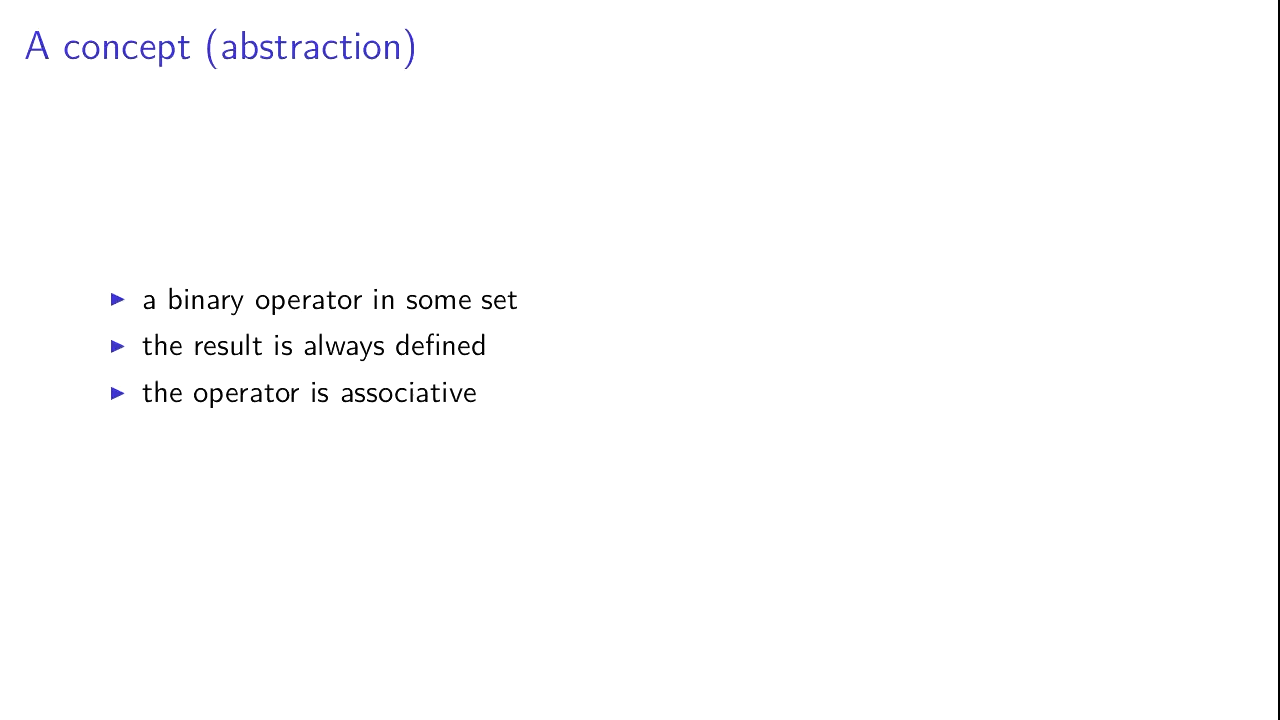 A concept (abstraction)
▶ a binary operator in some set
▶ the result is always defined
▶ the operator is associative